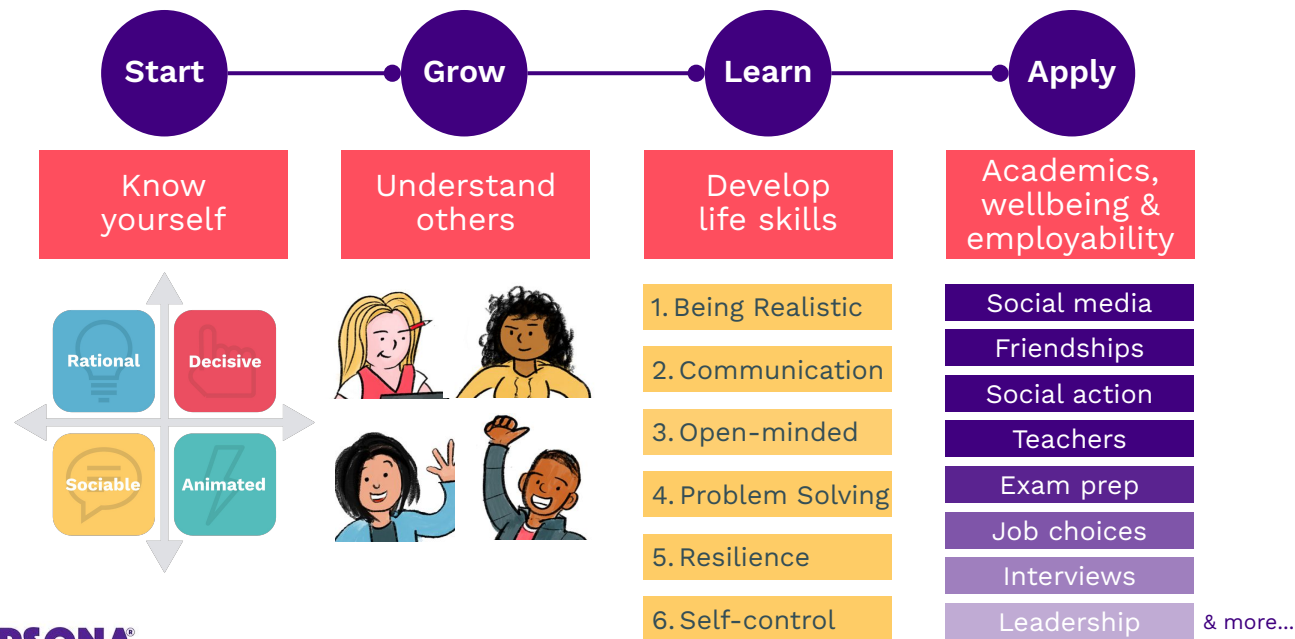 Start
Grow
Learn
Apply
Know
yourself
Understand
others
Develop
life skills
Academics,
wellbeing &
employability
Rational
Decisive
Sociable
Animated
1. Being Realistic
2. Communication
3. Open-minded
4. Problem Solving
5. Resilience
6. Self-control
Social media
Friendships
Social action
Teachers
Exam prep
Job choices
Interviews
Leadership
& more...